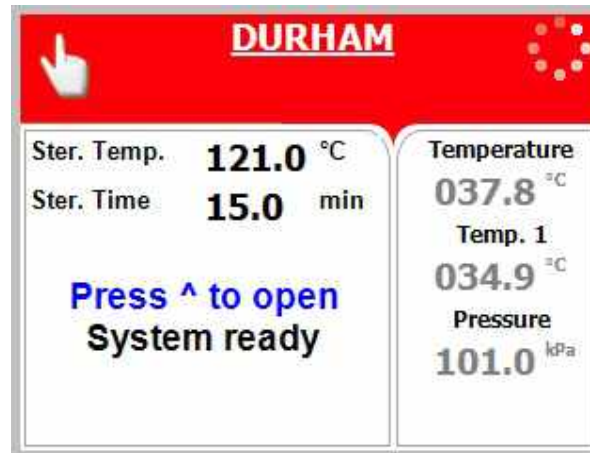 DURHAM
Ster. Temp. 121.0 °C
Ster. Time 15.0 min
Press ^ to open
System ready
Temperature
037.8 °C
Temp. 1
034.9 °C
Pressure
101.0 kPa